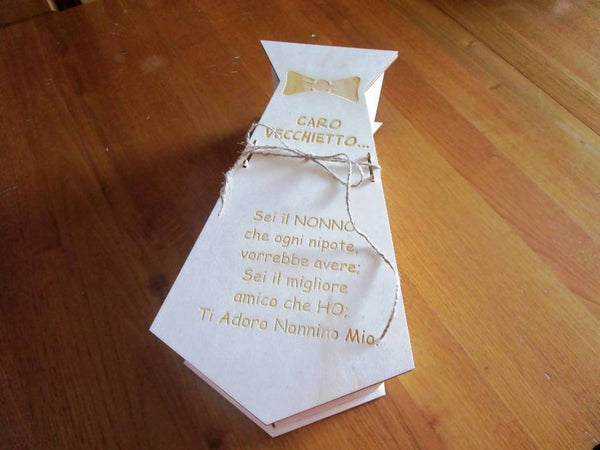 CARO
VECCHIETTO...
Sei il NONNO
che ogni nipote,
vorrebbe avere;
Sei il migliore
amico che HO;
Ti Adoro Nonnino Mio.